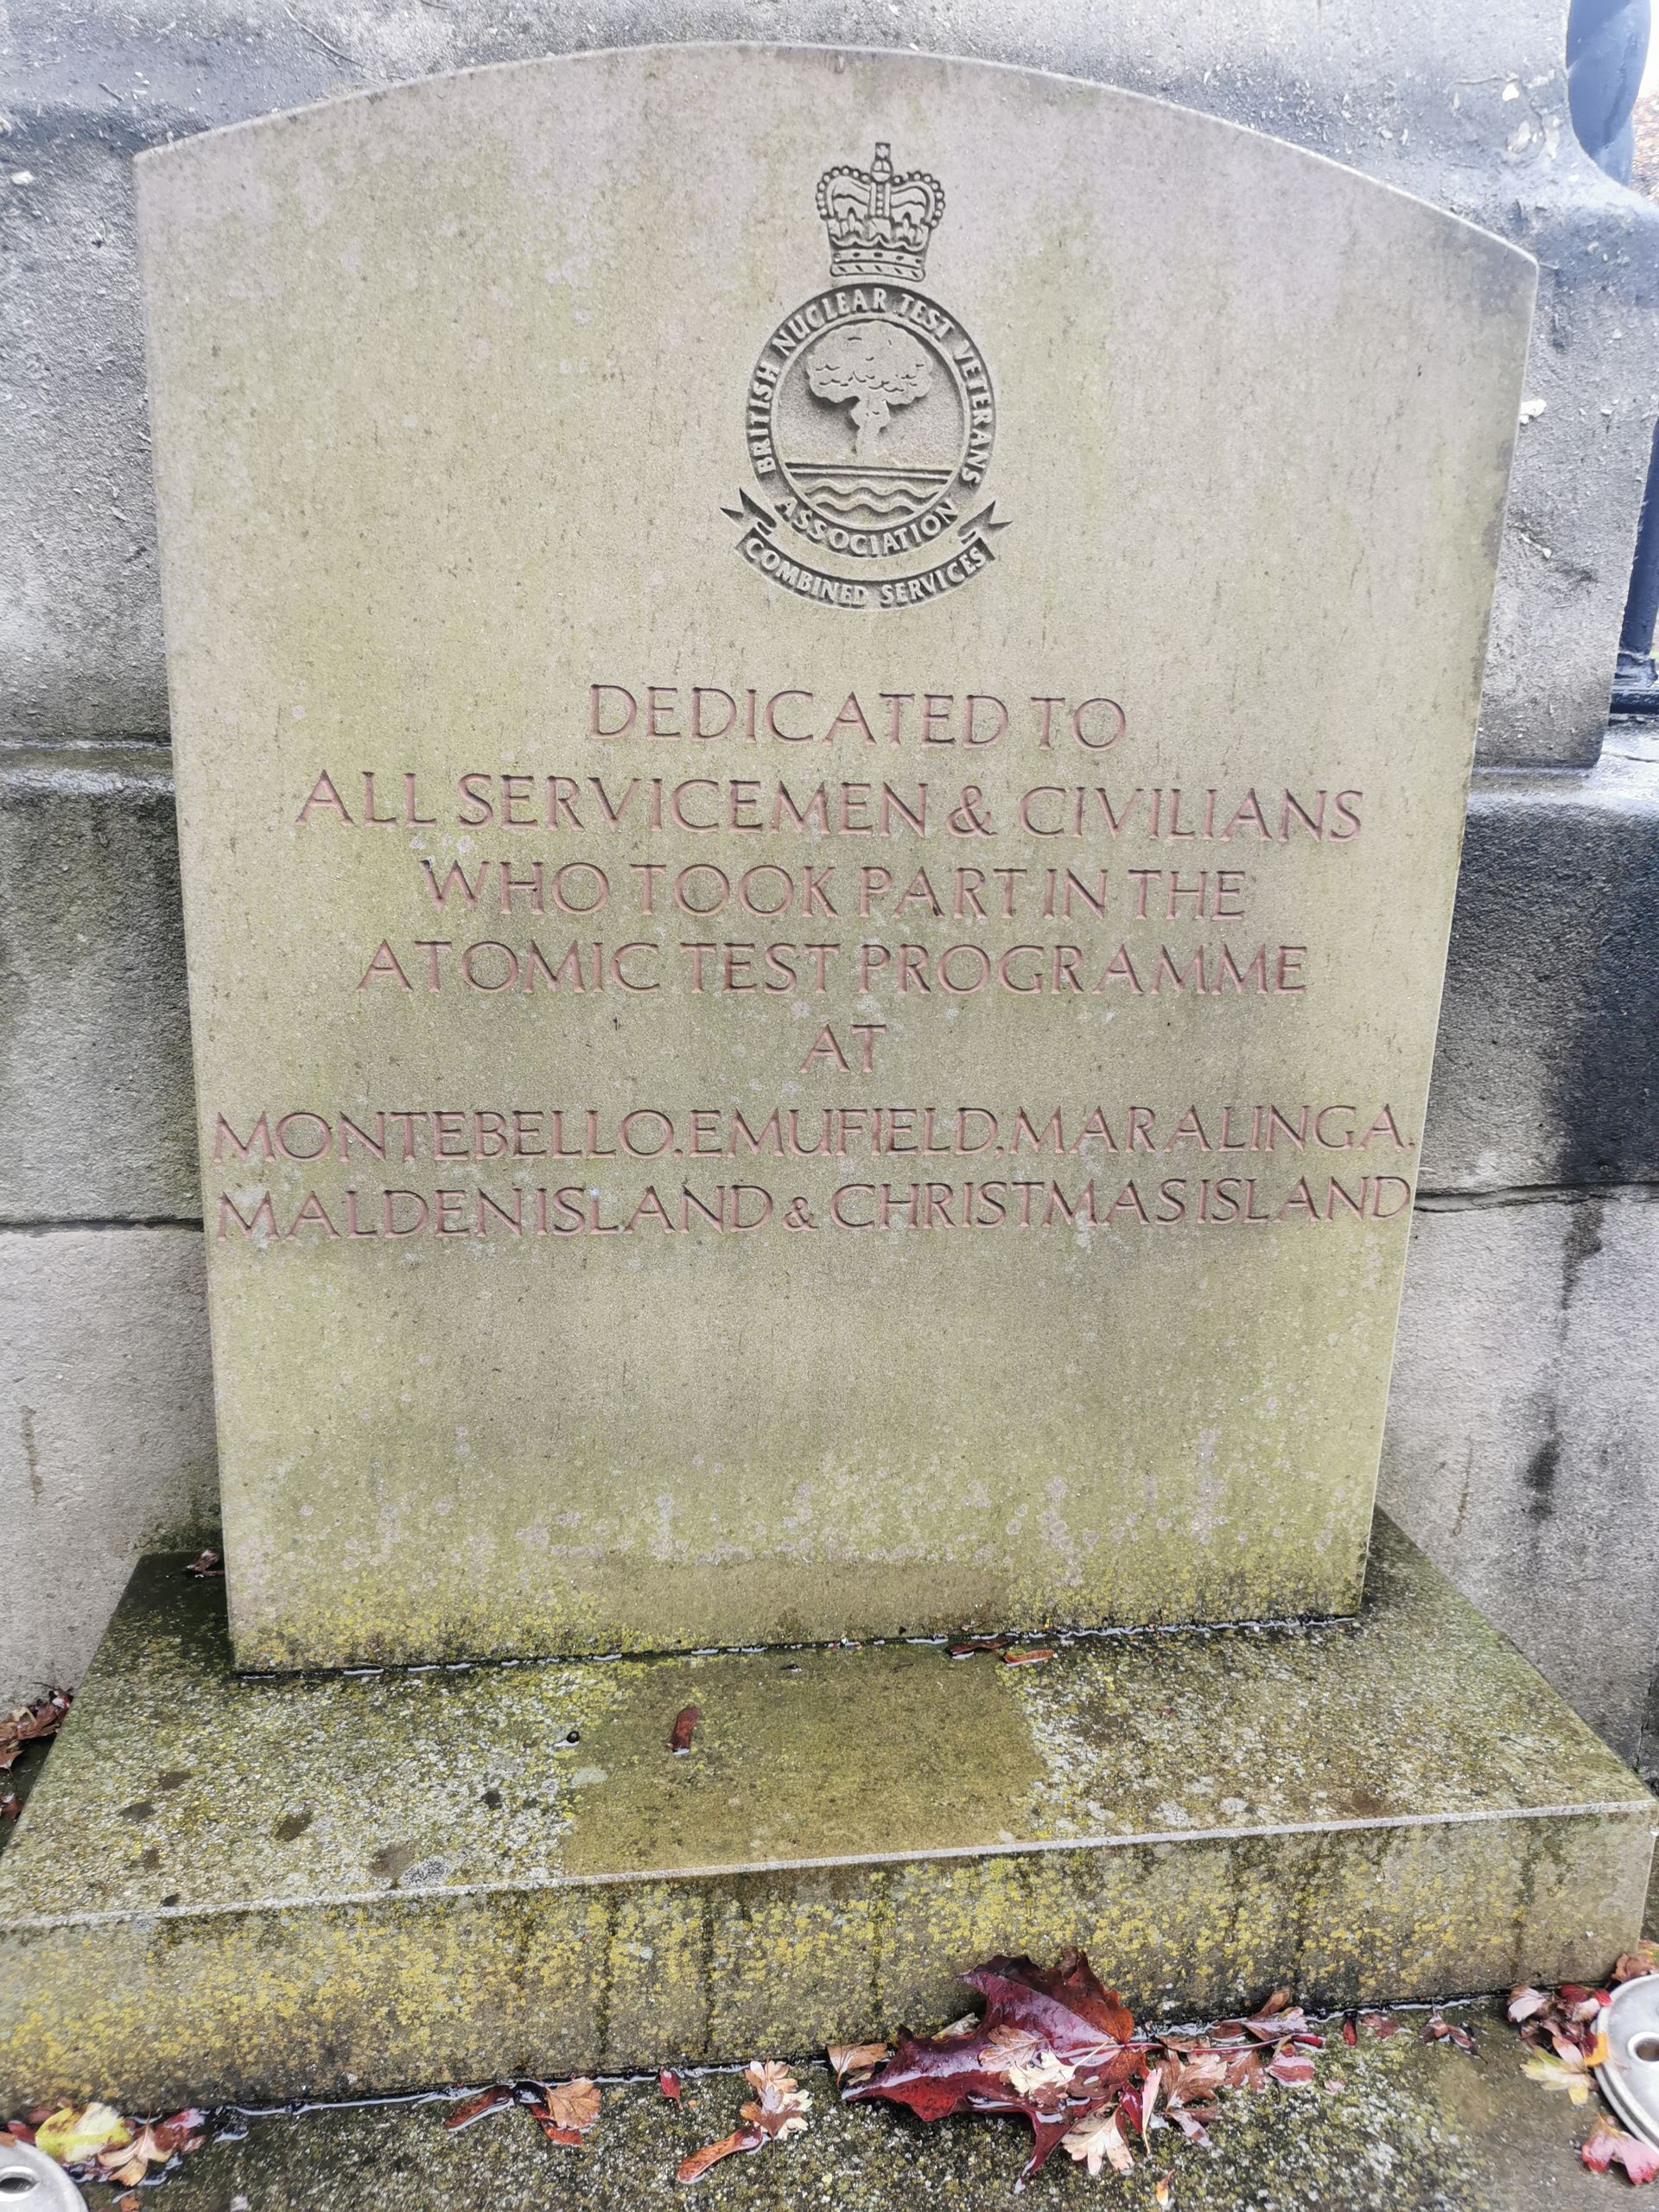 BRITISH NUCLEAR TEST VETERANS
ASSOCIATION
COMBINED SERVICES
DEDICATED TO
ALL SERVICEMEN & CIVILIANS
WHO TOOK PART IN THE
ATOMIC TEST PROGRAMME
AT
MONTEBELLO.EMUFIELD.MARALINGA.
MALDEN ISLAND & CHRISTMAS ISLAND